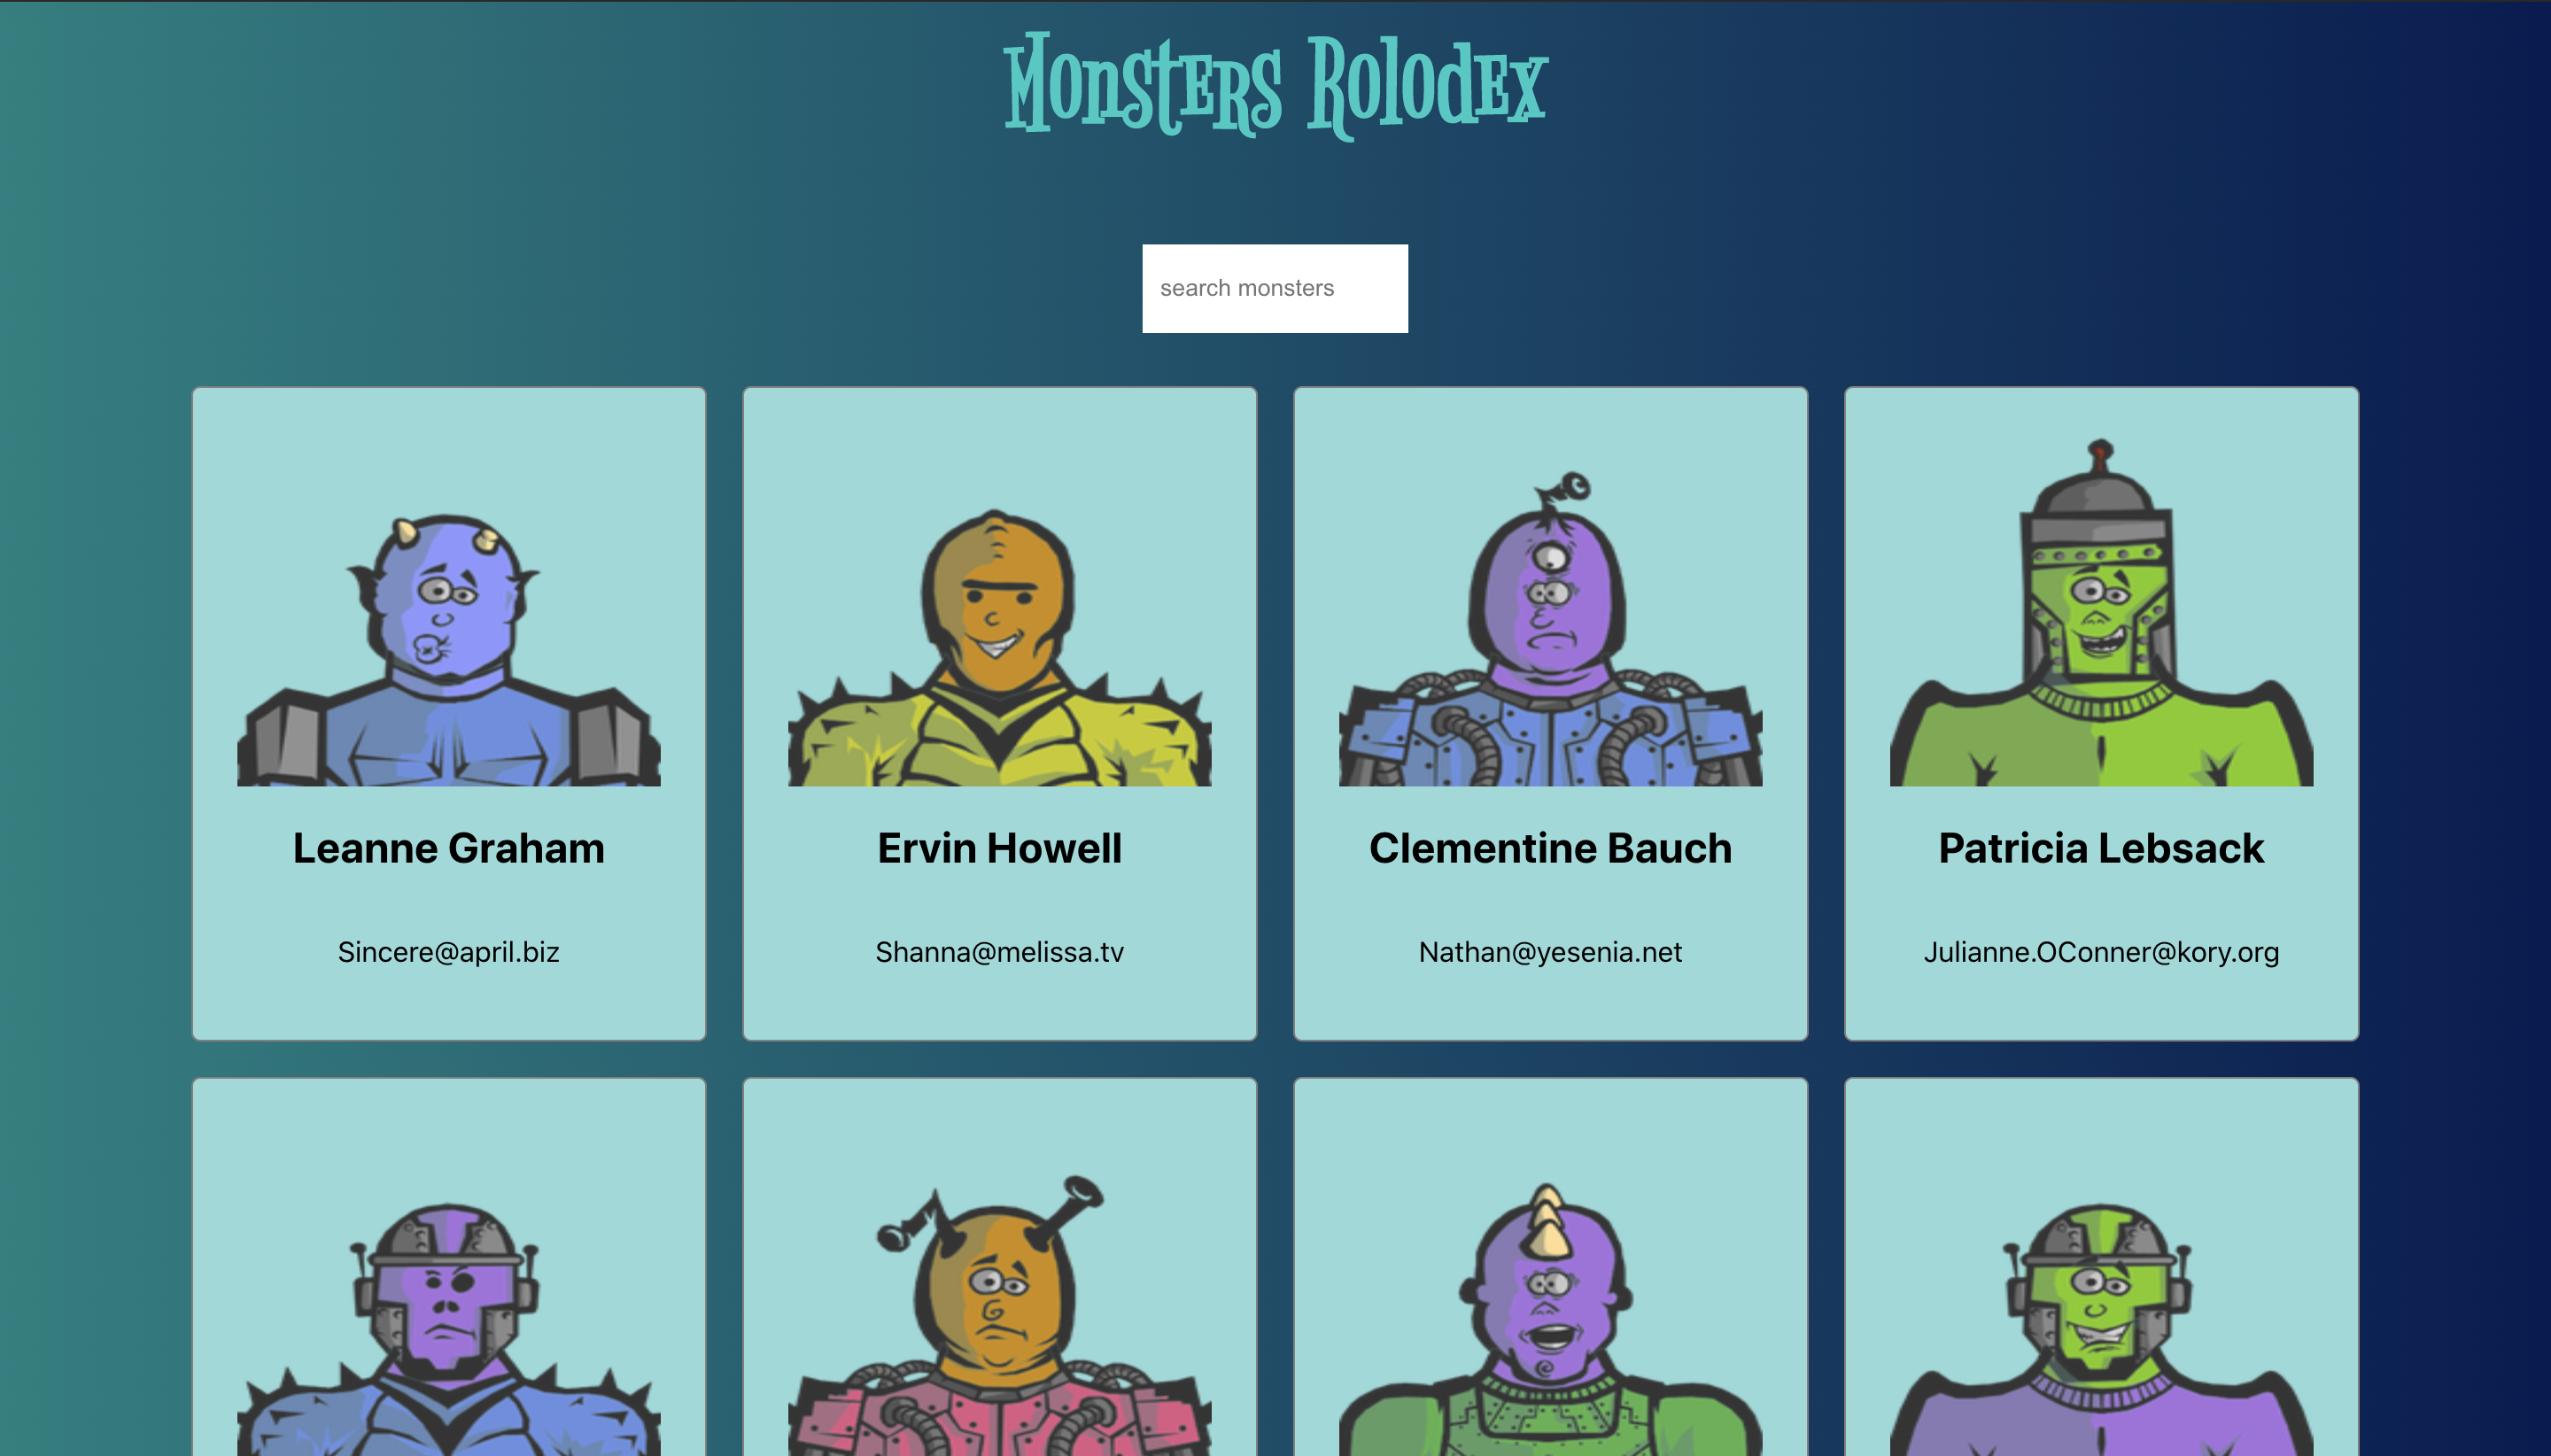 Monsters Rolodex
search monsters
Leanne Graham
Ervin Howell
Clementine Bauch
Patricia Lebsack
Sincere@april.biz
Shanna@melissa.tv
Nathan@yesenia.net
Julianne.OConner@kory.org